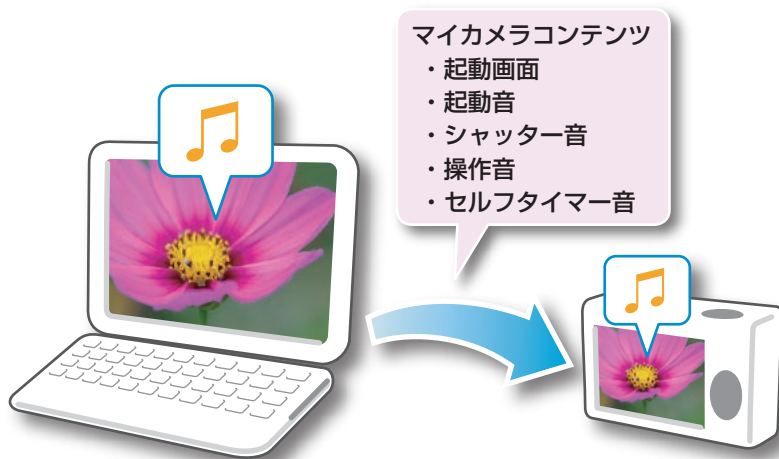 マイカメラコンテンツ
・起動画面
・起動音
・シャッター音
・操作音
・セルフタイマー音